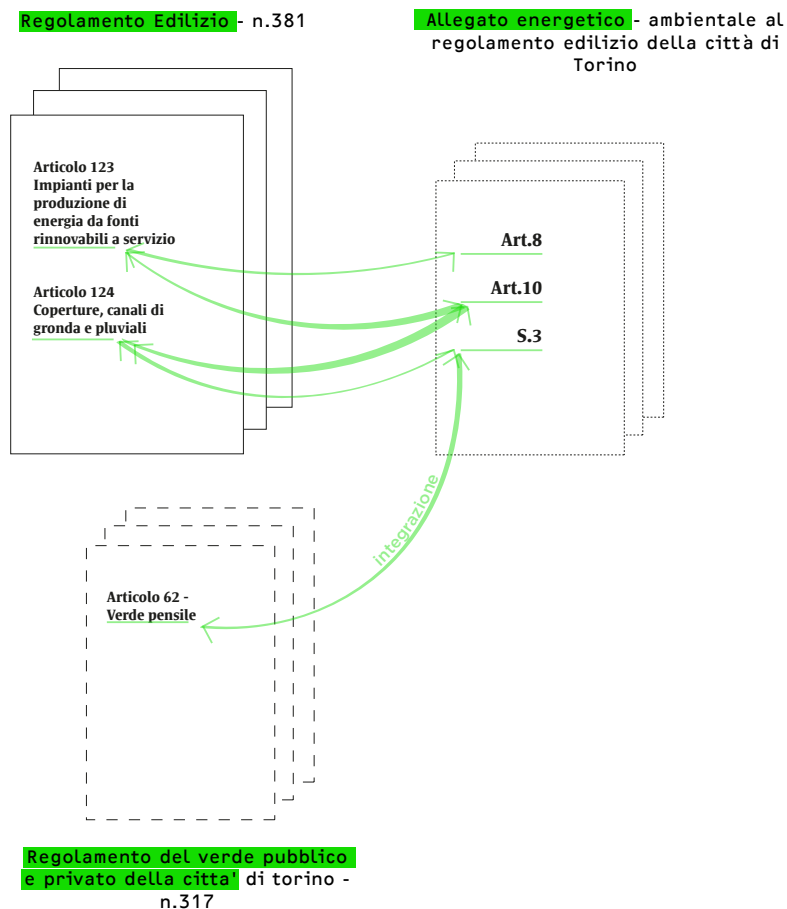 Regolamento Edilizio - n.381
Allegato energetico - ambientale al
regolamento edilizio della città di
Torino
Articolo 123
Impianti per la
produzione di
energia da fonti
rinnovabili a servizio
Articolo 124
Coperture, canali di
gronda e pluviali
Art.8
Art.10
S.3
integrazione
Articolo 62 -
Verde pensile
Regolamento del verde pubblico
e privato della citta' di torino -
n.317